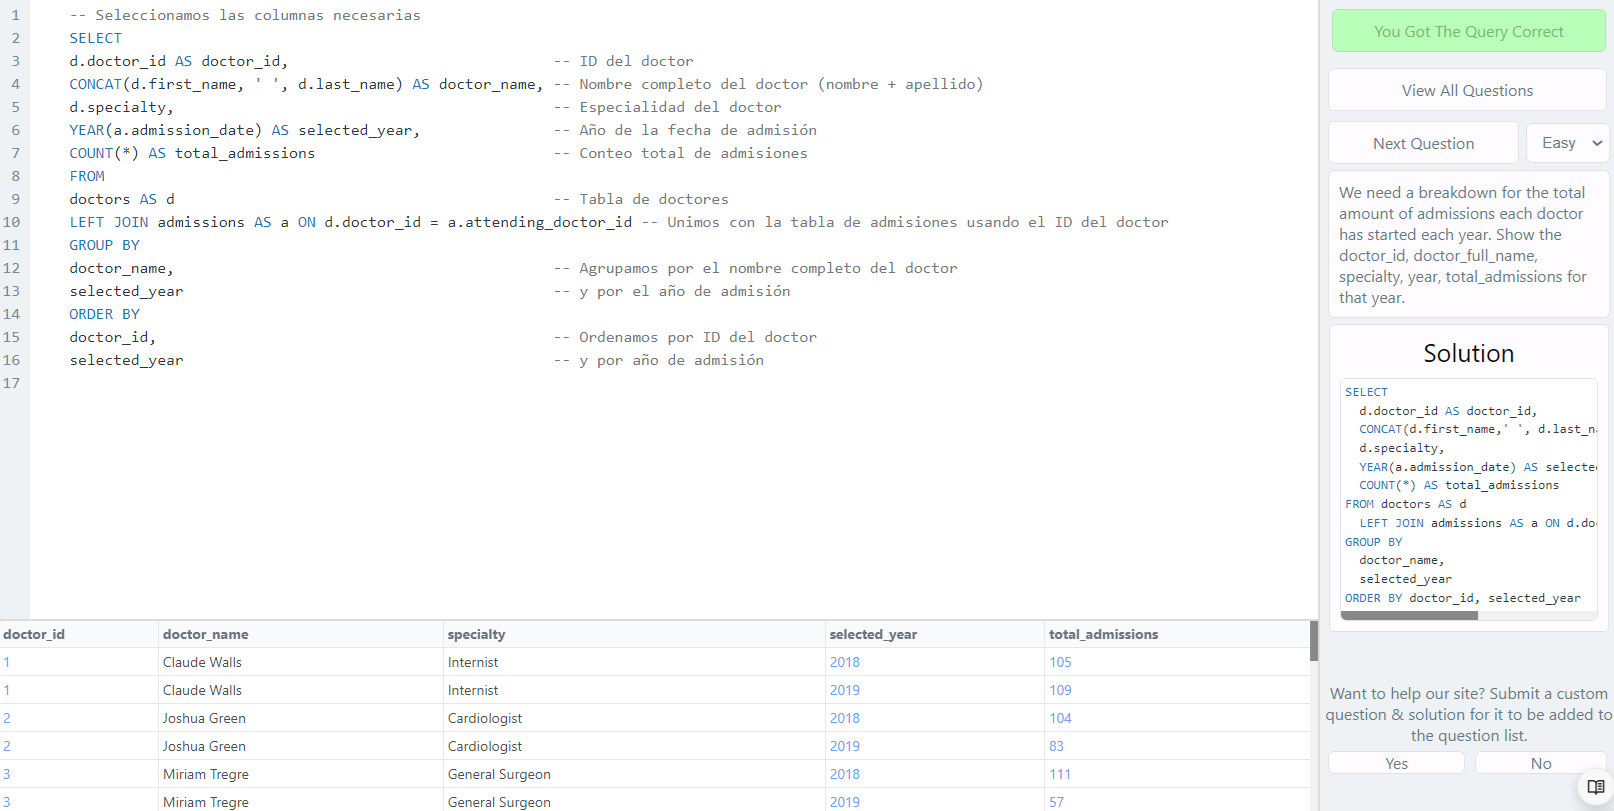 1 -- Seleccionamos las columnas necesarias
2 SELECT
3 d.doctor_id AS doctor_id, -- ID del doctor
4 CONCAT(d.first_name, ' ', d.last_name) AS doctor_name, -- Nombre completo del doctor (nombre + apellido)
5 d.specialty, -- Especialidad del doctor
6 YEAR(a.admission_date) AS selected_year, -- Año de la fecha de admisión
7 COUNT(*) AS total_admissions -- Conteo total de admisiones
8 FROM
9 doctors AS d -- Tabla de doctores
10 LEFT JOIN admissions AS a ON d.doctor_id = a.attending_doctor_id -- Unimos con la tabla de admisiones usando el ID del doctor
11 GROUP BY
12 doctor_name, -- Agrupamos por el nombre completo del doctor
13 selected_year -- y por el año de admisión
14 ORDER BY
15 doctor_id, -- Ordenamos por ID del doctor
16 selected_year -- y por año de admisión
17
doctor_id doctor_name specialty selected_year total_admissions
1 Claude Walls Internist 2018 105
1 Claude Walls Internist 2019 109
2 Joshua Green Cardiologist 2018 104
2 Joshua Green Cardiologist 2019 83
3 Miriam Tregre General Surgeon 2018 111
3 Miriam Tregre General Surgeon 2019 57
You Got The Query Correct
View All Questions
Next Question Easy
We need a breakdown for the total
amount of admissions each doctor
has started each year. Show the
doctor_id, doctor_full_name,
specialty, year, total_admissions for
that year.
Solution
SELECT
d.doctor_id AS doctor_id,
CONCAT(d.first_name,' ', d.last_na
d.specialty,
YEAR(a.admission_date) AS selecte
COUNT(*) AS total_admissions
FROM doctors AS d
LEFT JOIN admissions AS a ON d.do
GROUP BY
doctor_name,
selected_year
ORDER BY doctor_id, selected_year
Want to help our site? Submit a custom
question & solution for it to be added to
the question list.
Yes No